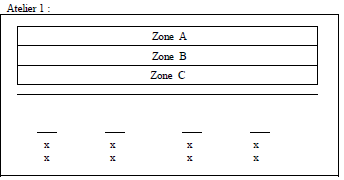 Atelier 1 :
Zone A
Zone B
Zone C
x x x x
x x x x